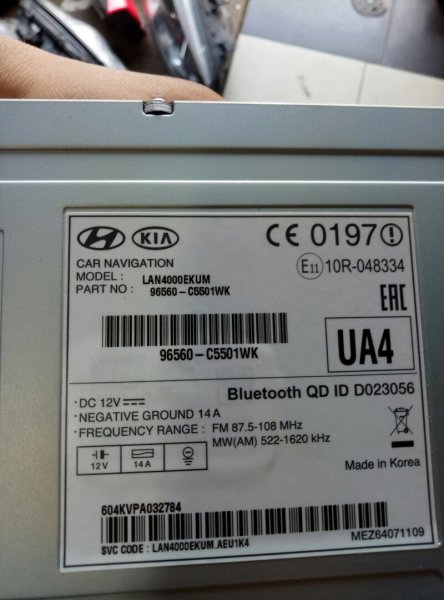 KIA
CE 0197
CAR NAVIGATION
MODEL : LAN4000EKUM
PART NO : 96560-C5501WK
E11 10R-048334
EAC
96560-C5501WK
UA4
Bluetooth QD ID D023056
· DC 12V
· NEGATIVE GROUND 14 A
· FREQUENCY RANGE : FM 87.5-108 MHz
MW(AM) 522-1620 kHz
12V 14A
Made in Korea
604KVPA032784
SVC CODE : LAN4000EKUM.AEU1K4
MEZ64071109